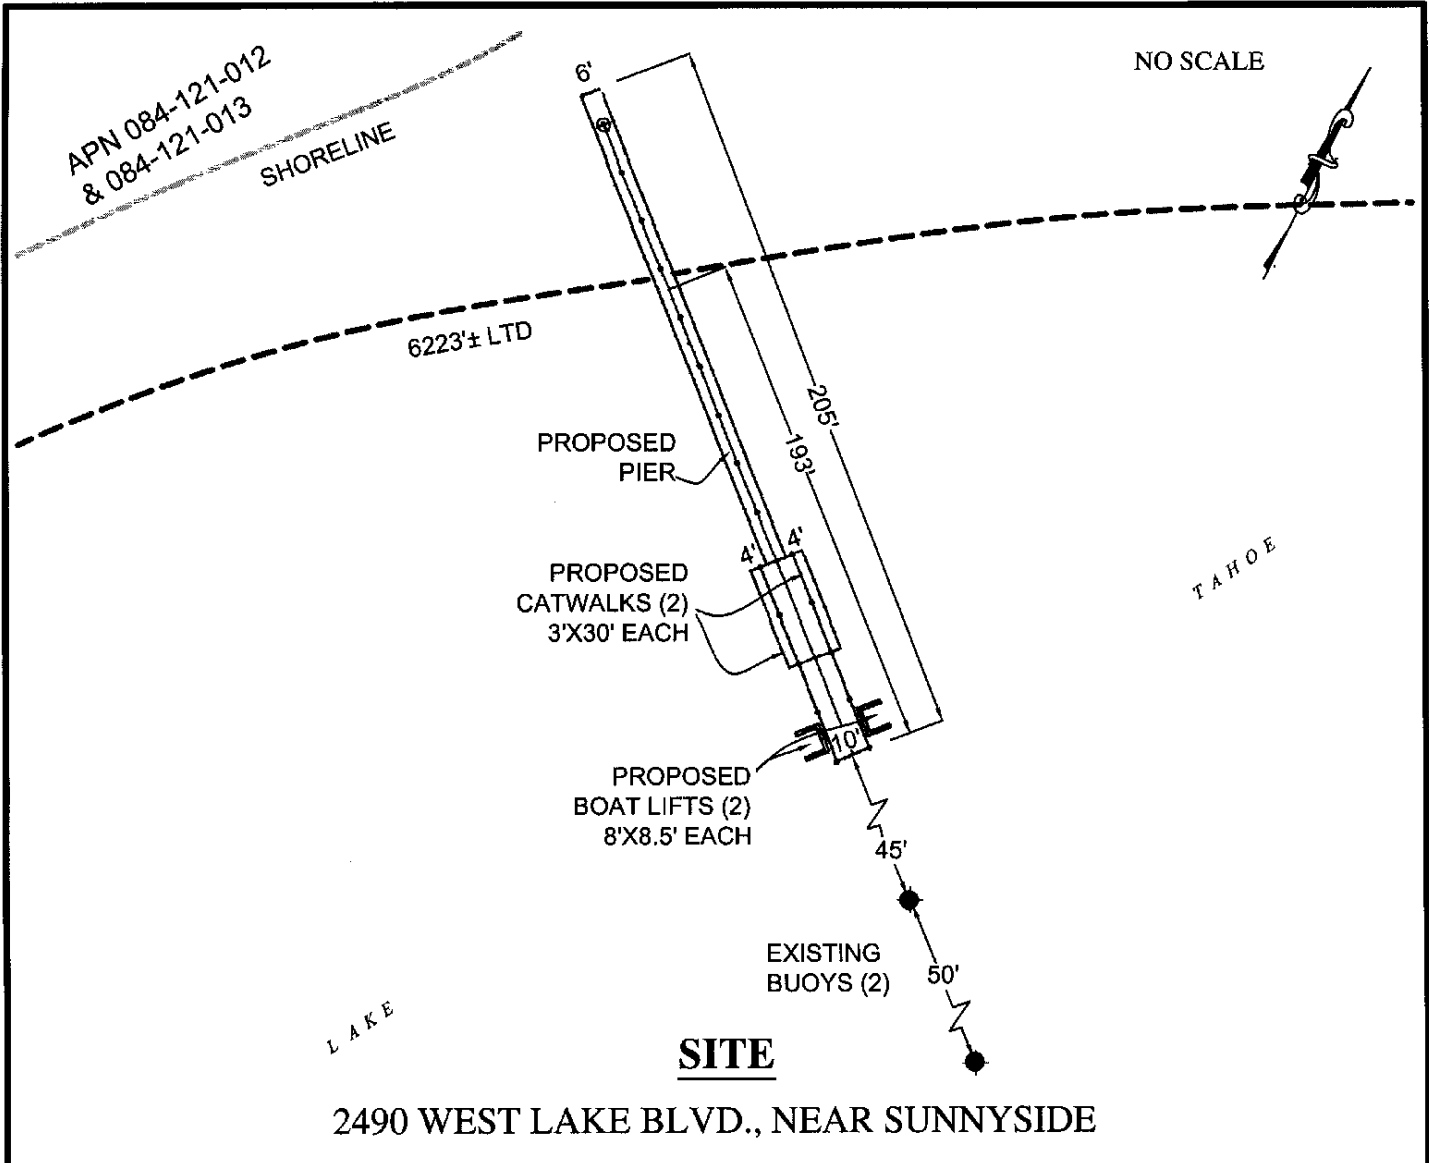 NO SCALE
APN 084-121-012
& 084-121-013
SHORELINE
6'
6223'± LTD
205'
193'
PROPOSED
PIER
4'
4'
PROPOSED
CATWALKS (2)
3'X30' EACH
TAHOE
10'
PROPOSED
BOAT LIFTS (2)
8'X8.5' EACH
45'
EXISTING
BUOYS (2)
50'
LAKE
SITE
2490 WEST LAKE BLVD., NEAR SUNNYSIDE